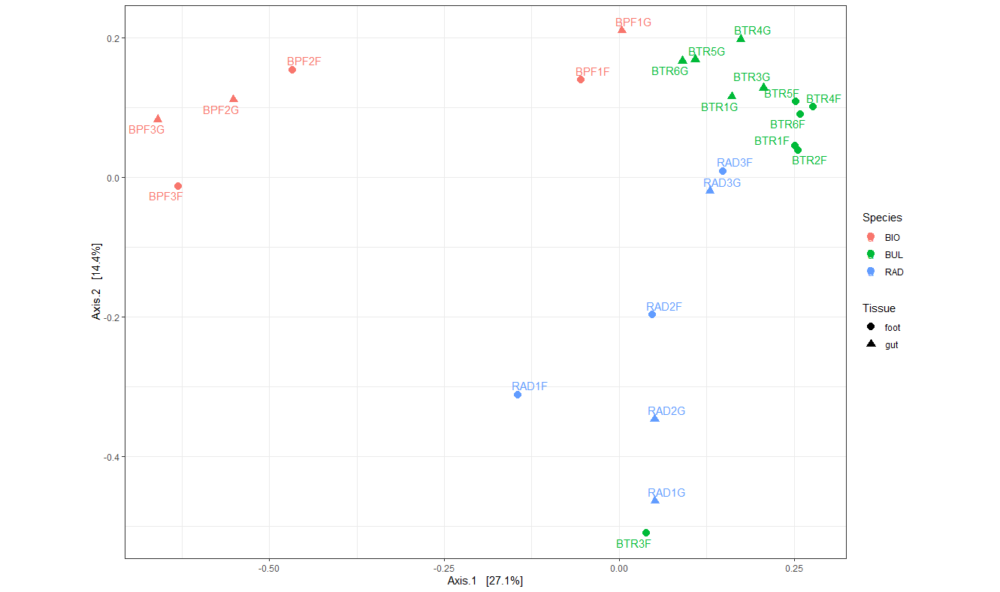 BPF1G
BTR4G
0.2
BTR5G
BPF2F
BTR6G
BPF1F
BTR3G
BTR5F
BTR4F
BPF2G
BTR1G
BTR6F
BPF3G
BTR1F
BTR2F
RAD3F
0.0
RAD3G
BPF3F
Species
BIO
BUL
RAD
Axis.2 [14.4%]
RAD2F
Tissue
-0.2
foot
gut
RAD1F
RAD2G
-0.4
RAD1G
BTR3F
-0.50
-0.25
0.00
0.25
Axis.1 [27.1%]